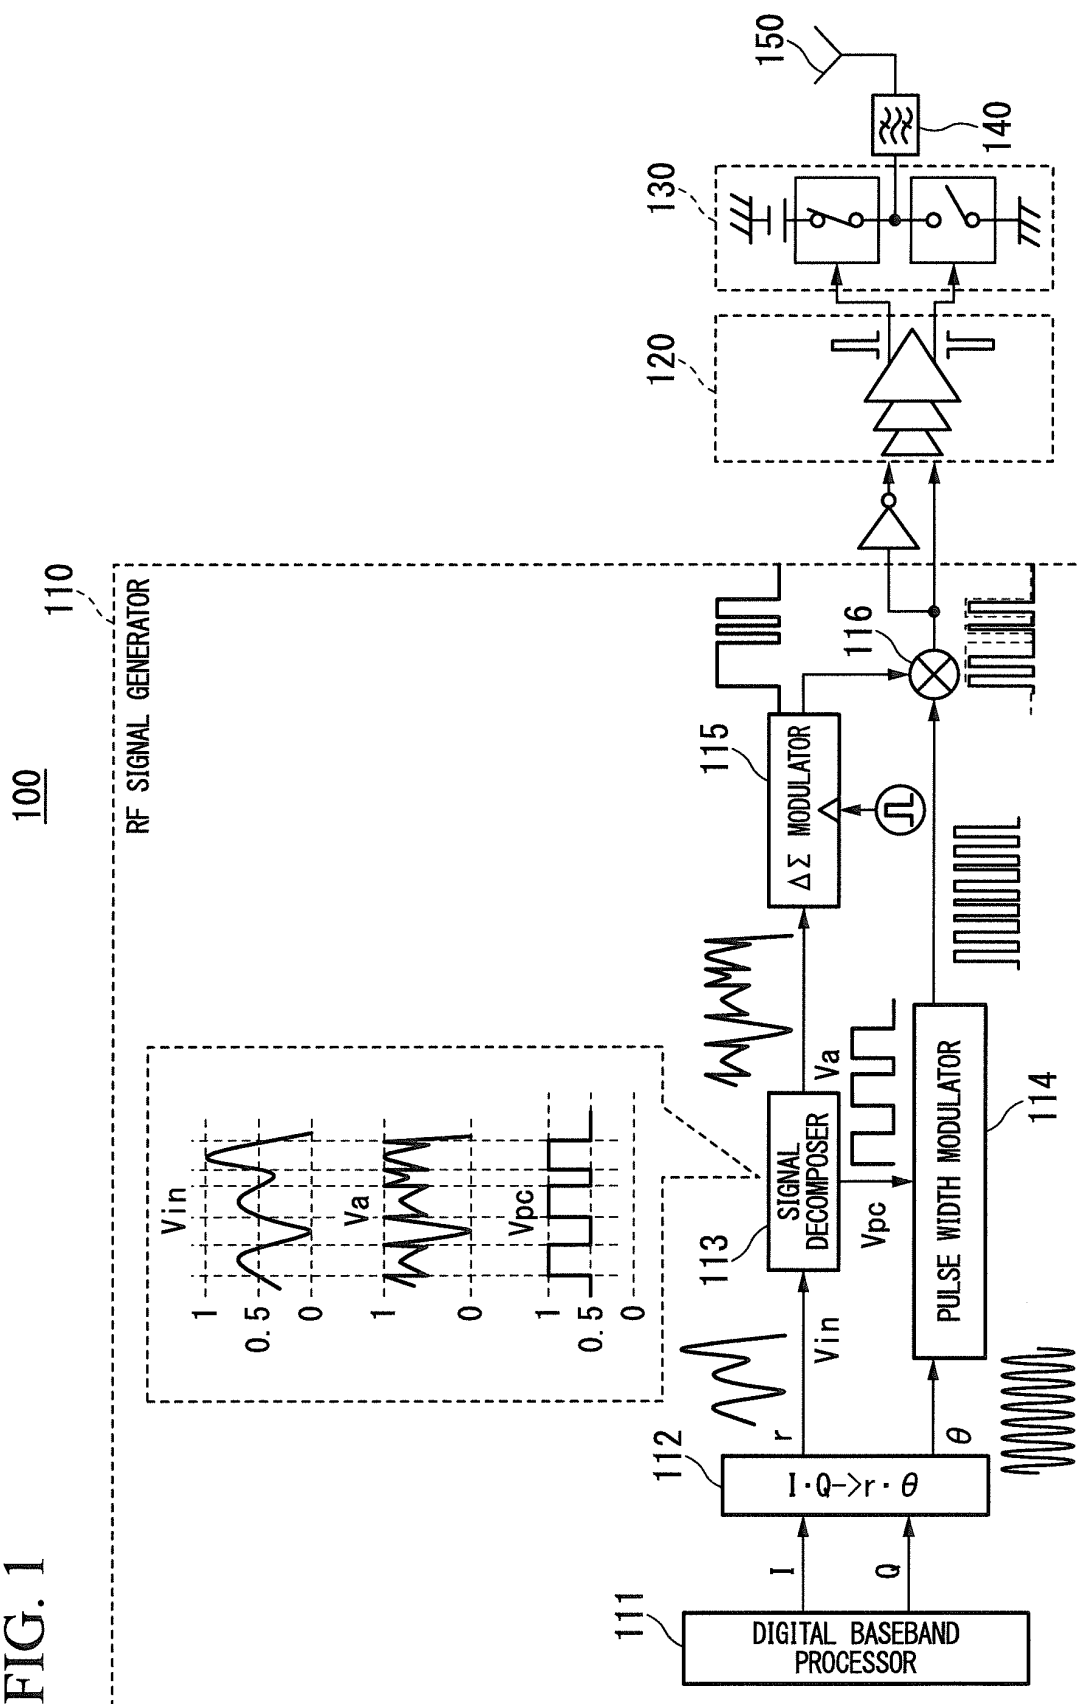 FIG. 1
100
110
RF SIGNAL GENERATOR
Vin
1
0.5
0
Va
1
0
Vpc
1
0.5
0
111
DIGITAL BASEBAND
PROCESSOR
I
Q
112
I·Q->r·θ
r
θ
Vin
113
SIGNAL
DECOMPOSER
Va
Vpc
PULSE WIDTH MODULATOR
114
115
ΔΣ MODULATOR
116
120
130
140
150